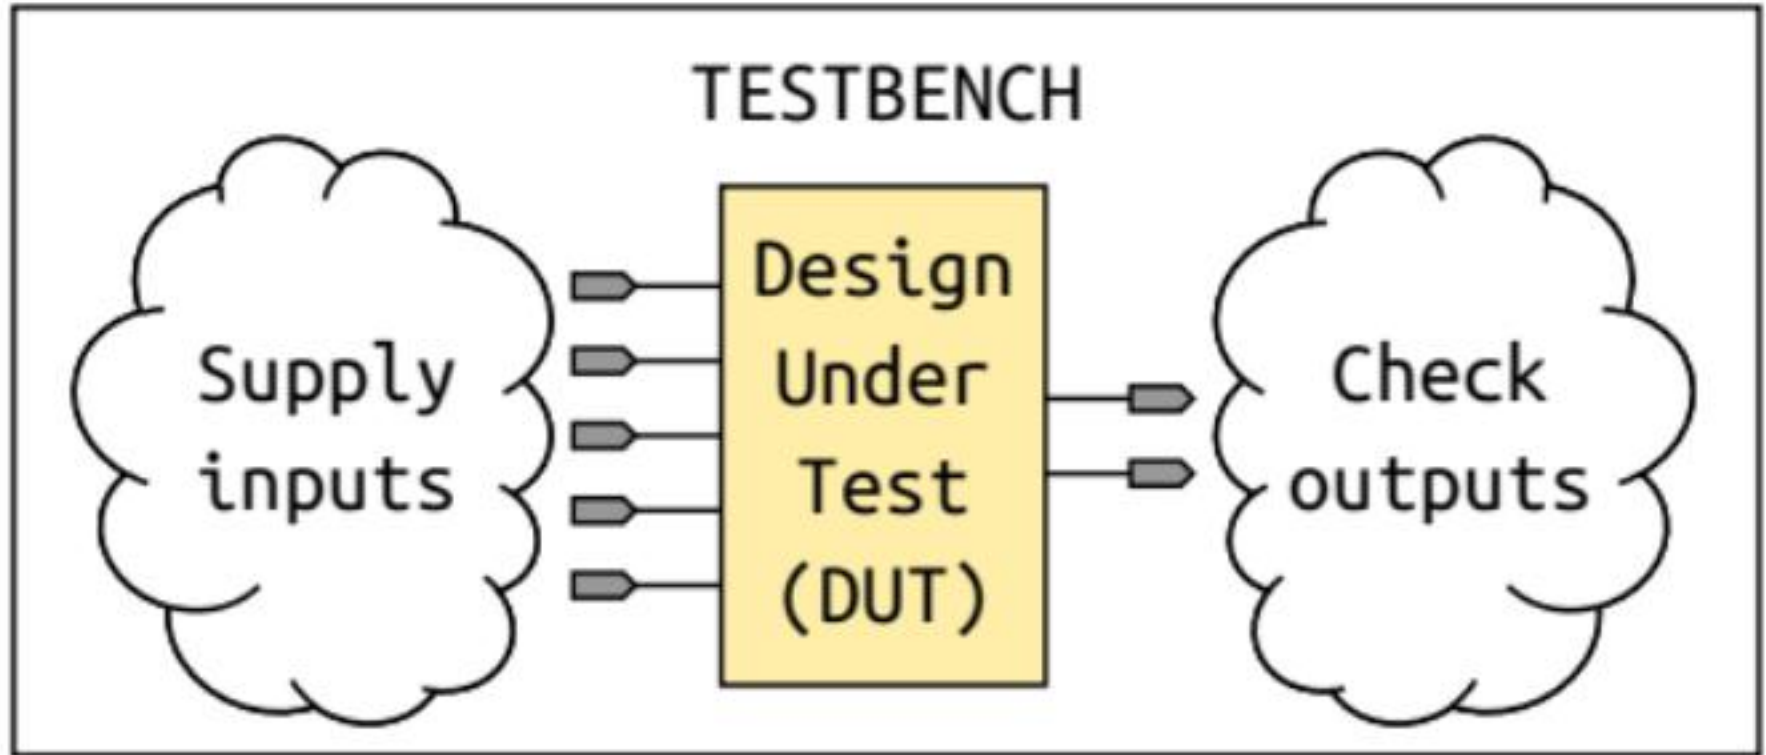 TESTBENCH
Supply
inputs
Design
Under
Test
(DUT)
Check
outputs